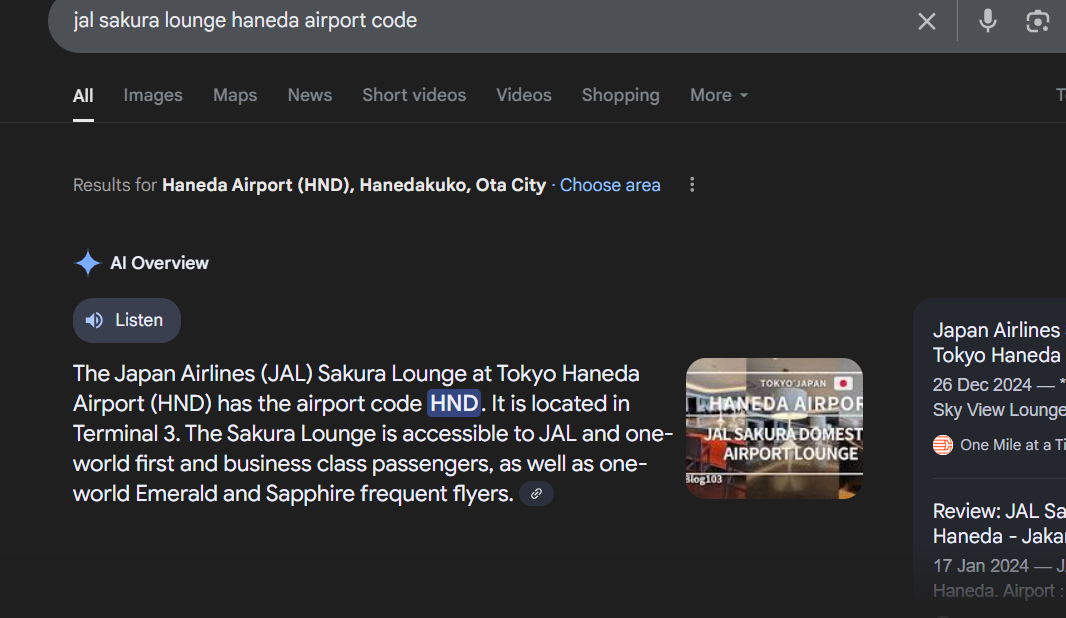 jal sakura lounge haneda airport code
All Images Maps News Short videos Videos Shopping More
Results for Haneda Airport (HND), Hanedakuko, Ota City · Choose area
AI Overview
Listen
The Japan Airlines (JAL) Sakura Lounge at Tokyo Haneda
Airport (HND) has the airport code HND. It is located in
Terminal 3. The Sakura Lounge is accessible to JAL and one-
world first and business class passengers, as well as one-
world Emerald and Sapphire frequent flyers.
TOKYO'JAPAN
HANEDA AIRPOR
JAL SAKURA DOMEST
AIRPORT LOUNGE
Blog103
Japan Airlines
Tokyo Haneda
26 Dec 2024 — *
Sky View Lounge
One Mile at a Ti
Review: JAL Sa
Haneda - Jaka
17 Jan 2024 — J
Haneda. Airport :